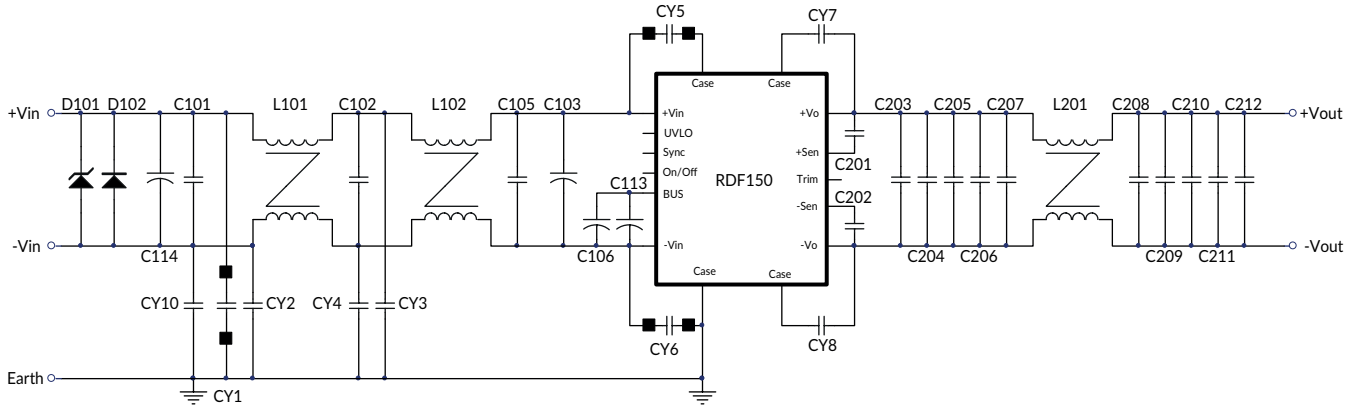 CY5
CY7
Case
Case
D101 D102 C101
L101
C102
L102
C105 C103
C203 C205 C207
L201
C208 C210 C212
+Vin
+Vin
+Vo
+Vout
UVLO
Sync
+Sen
C201
On/Off
Trim
RDF150
C113
BUS
C202
-Sen
-Vin
-Vin
-Vo
-Vout
C114
C106
C204 C206
C209 C211
Case
Case
CY10
CY2
CY4
CY3
CY6
CY8
Earth
CY1